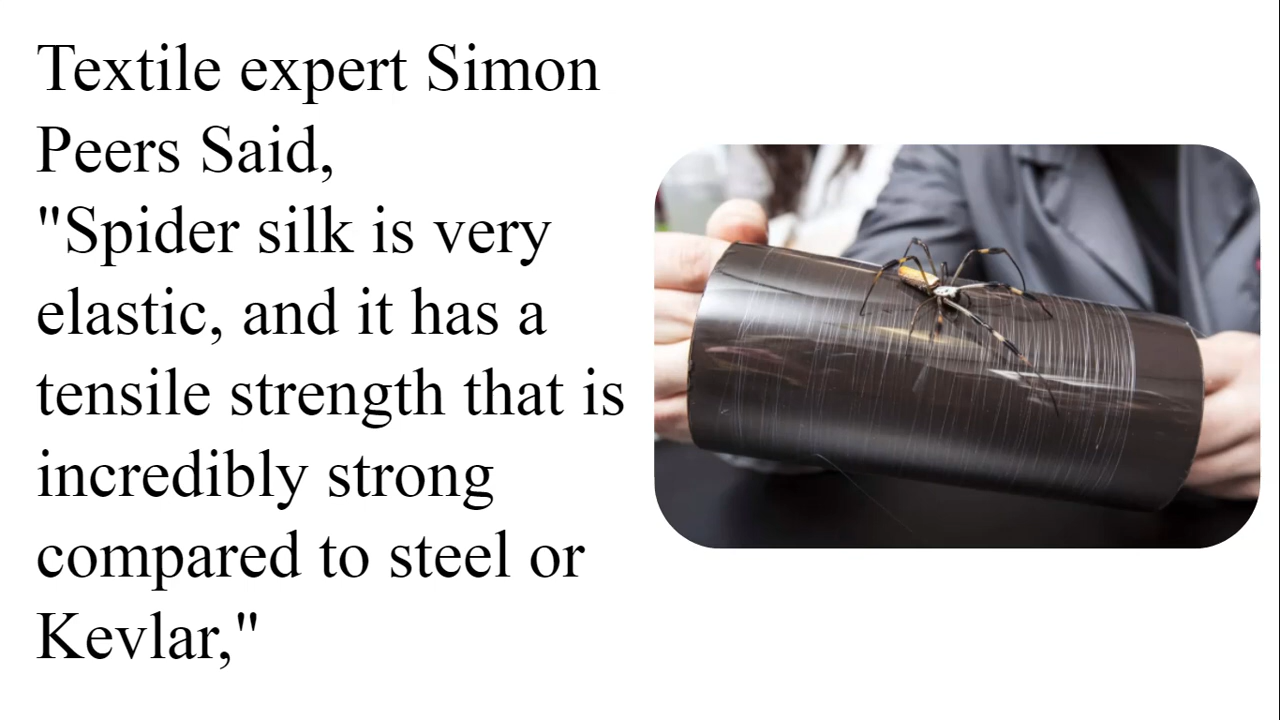 Textile expert Simon
Peers Said,
"Spider silk is very
elastic, and it has a
tensile strength that is
incredibly strong
compared to steel or
Kevlar,"